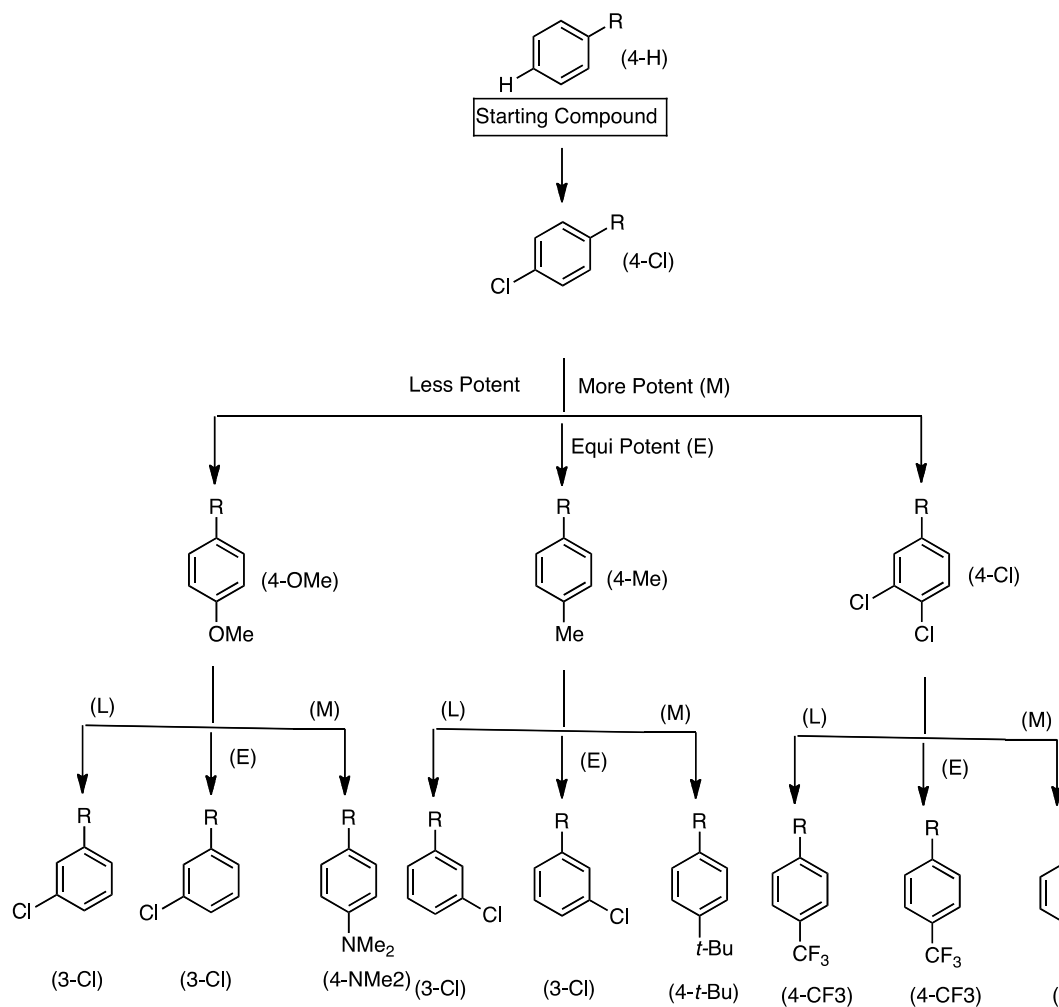 R
(4-H)
H
Starting Compound
R
(4-Cl)
Cl
Less Potent
More Potent (M)
Equi Potent (E)
R
R
R
(4-OMe)
(4-Me)
(4-Cl)
Cl
OMe
Me
Cl
(L)
(M)
(L)
(M)
(L)
(M)
(E)
(E)
(E)
R
R
R
R
R
R
R
R
Cl
Cl
NMe2
Cl
Cl
t-Bu
CF3
CF3
(3-Cl)
(3-Cl)
(4-NMe2)
(3-Cl)
(3-Cl)
(4-t-Bu)
(4-CF3)
(4-CF3)
(